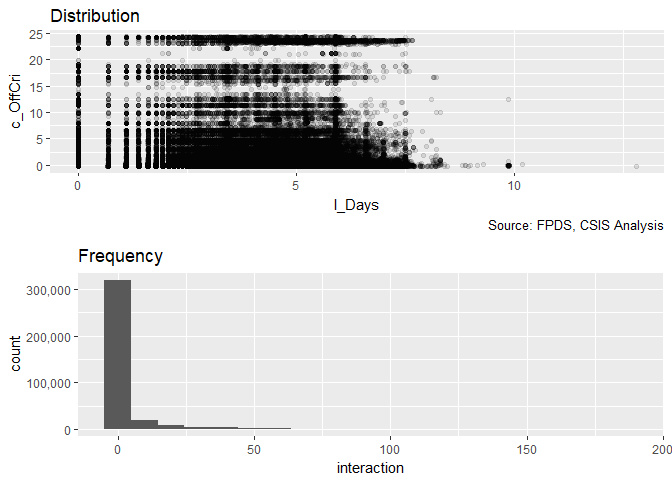 Distribution
25
20
15
10
5
0
c_OffCri
0 5 10
l_Days
Source: FPDS, CSIS Analysis
Frequency
300,000
200,000
100,000
0
count
0 50 100 150 200
interaction